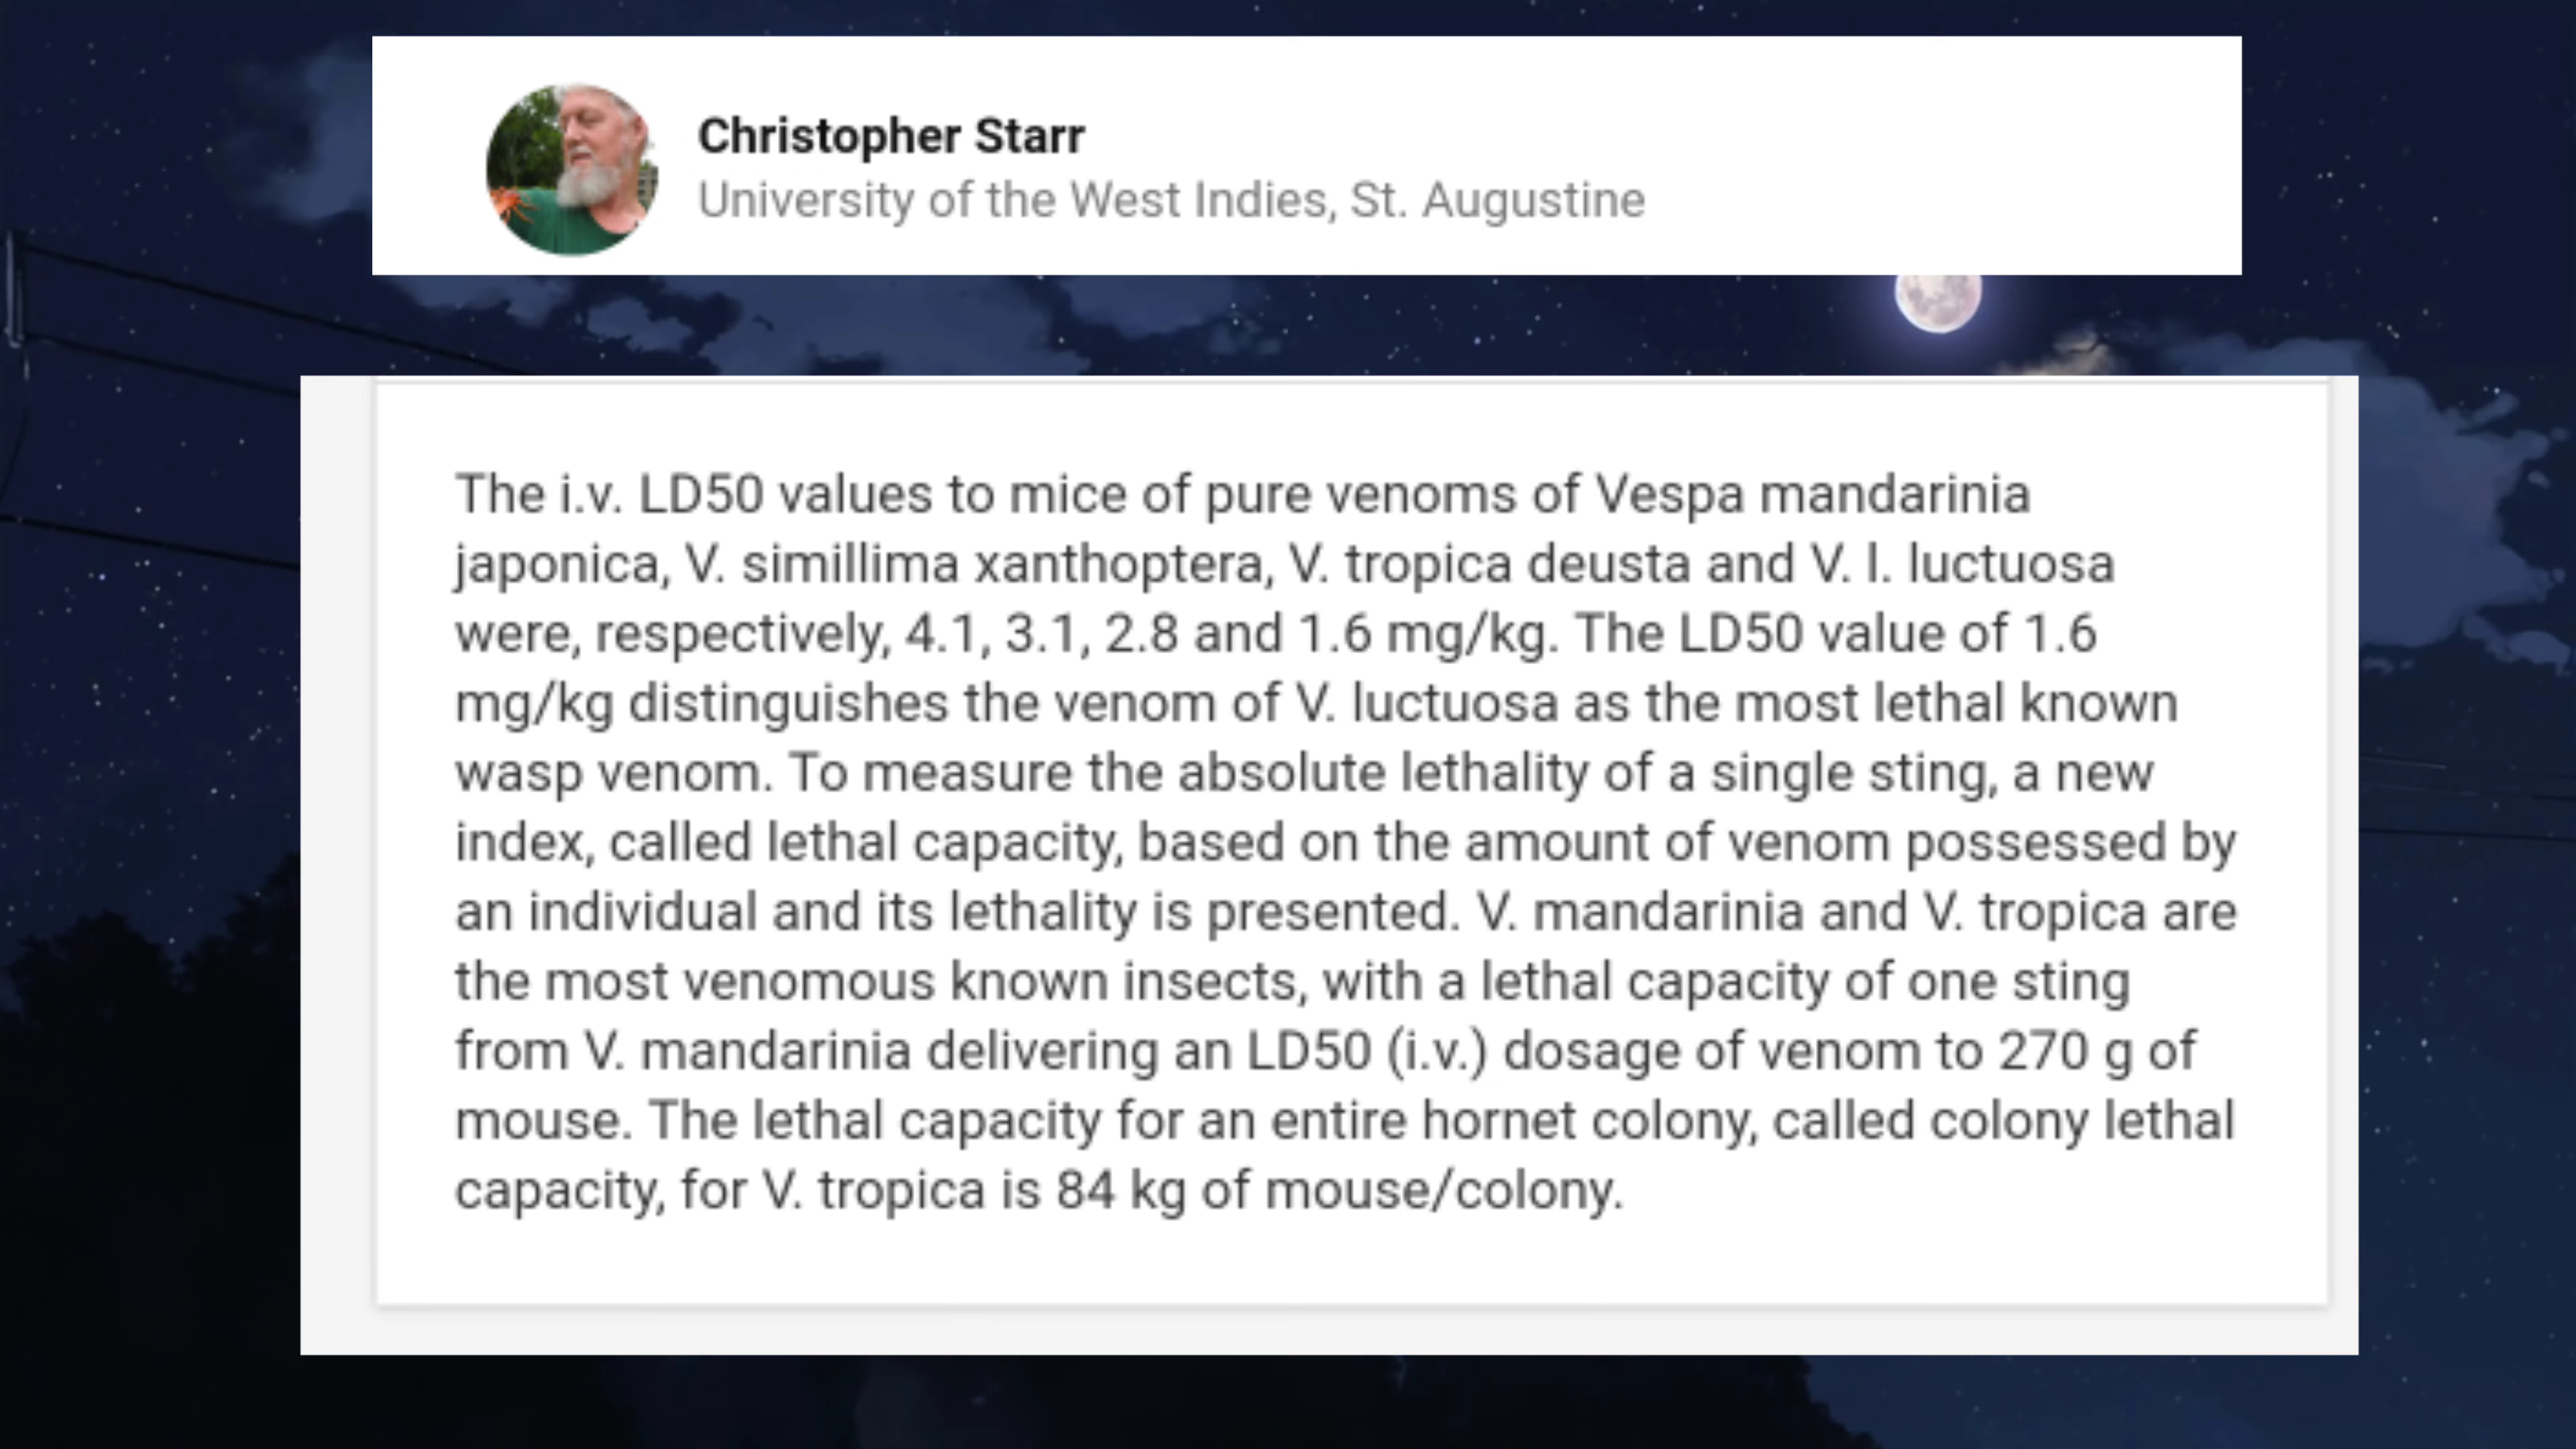 Christopher Starr
University of the West Indies, St. Augustine
The i.v. LD50 values to mice of pure venoms of Vespa mandarinia
japonica, V. simillima xanthoptera, V. tropica deusta and V. l. luctuosa
were, respectively, 4.1, 3.1, 2.8 and 1.6 mg/kg. The LD50 value of 1.6
mg/kg distinguishes the venom of V. luctuosa as the most lethal known
wasp venom. To measure the absolute lethality of a single sting, a new
index, called lethal capacity, based on the amount of venom possessed by
an individual and its lethality is presented. V. mandarinia and V. tropica are
the most venomous known insects, with a lethal capacity of one sting
from V. mandarinia delivering an LD50 (i.v.) dosage of venom to 270 g of
mouse. The lethal capacity for an entire hornet colony, called colony lethal
capacity, for V. tropica is 84 kg of mouse/colony.